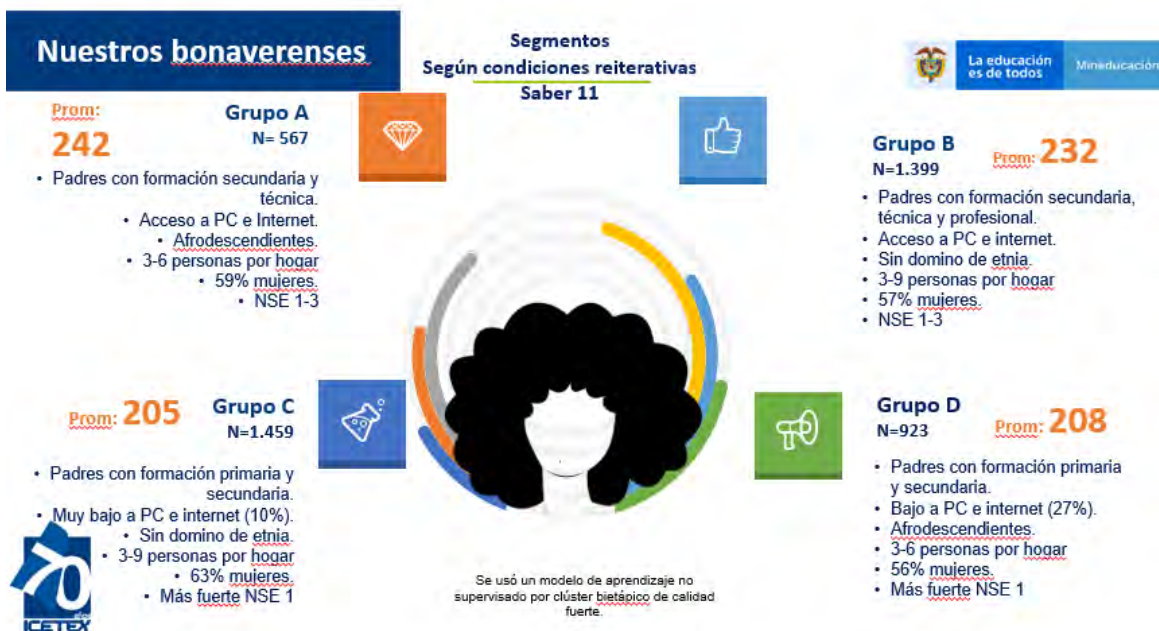 Nuestros bonaverenses
Segmentos
Según condiciones reiterativas
Saber 11
La educación
es de todos
Mineducación
Prom:
242
Grupo A
N= 567
• Padres con formación secundaria y
técnica.
• Acceso a PC e Internet.
• Afrodescendientes.
• 3-6 personas por hogar
• 59% mujeres.
• NSE 1-3
Grupo B
N=1.399
Prom: 232
• Padres con formación secundaria,
técnica y profesional.
• Acceso a PC e internet.
• Sin domino de etnia.
• 3-9 personas por hogar
• 57% mujeres.
• NSE 1-3
Prom: 205
Grupo C
N=1.459
• Padres con formación primaria y
secundaria.
• Muy bajo a PC e internet (10%).
• Sin domino de etnia.
• 3-9 personas por hogar
• 63% mujeres.
• Más fuerte NSE 1
Grupo D
N=923
Prom: 208
• Padres con formación primaria
y secundaria.
• Bajo a PC e internet (27%).
• Afrodescendientes.
• 3-6 personas por hogar
• 56% mujeres.
• Más fuerte NSE 1
Se usó un modelo de aprendizaje no
supervisado por clúster bietápico de calidad
fuerte.
70
ICETEX